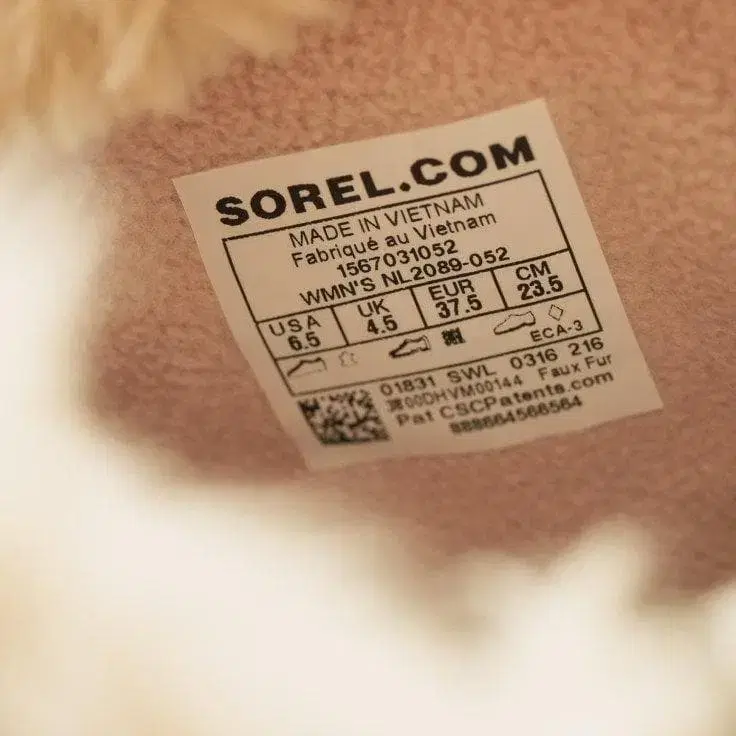 SOREL.COM
MADE IN VIETNAM
Fabriqué au Vietnam
1567031052
WMN'S NL2089-052
USA UK EUR CM
6.5 4.5 37.5 23.5
ECA-3
01831 SWL 0316 216
00DHVM00144 Faux Fur
Pat CSCPatents.com
888664566564